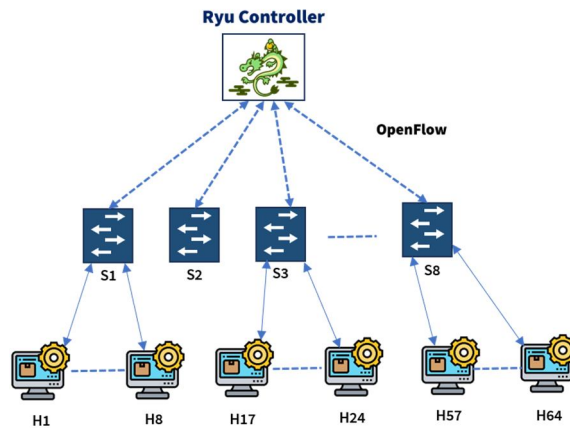 Ryu Controller
OpenFlow
S1
S2
S3
S8
H1
H8
H17
H24
H57
H64